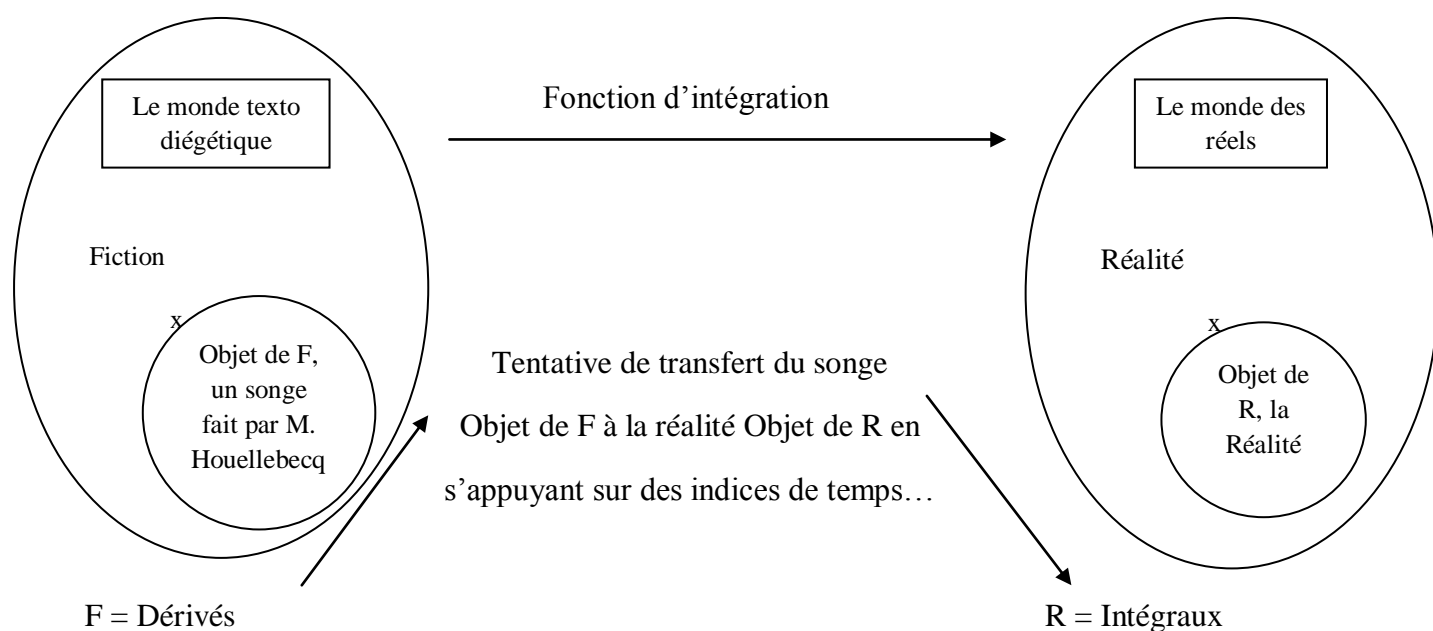 Le monde texto
diégétique
Fonction d’intégration
Le monde des
réels
Fiction
Réalité
x
Objet de F,
un songe
fait par M.
Houellebecq
Tentative de transfert du songe
Objet de F à la réalité Objet de R en
s’appuyant sur des indices de temps…
x
Objet de
R, la
Réalité
F = Dérivés
R = Intégraux